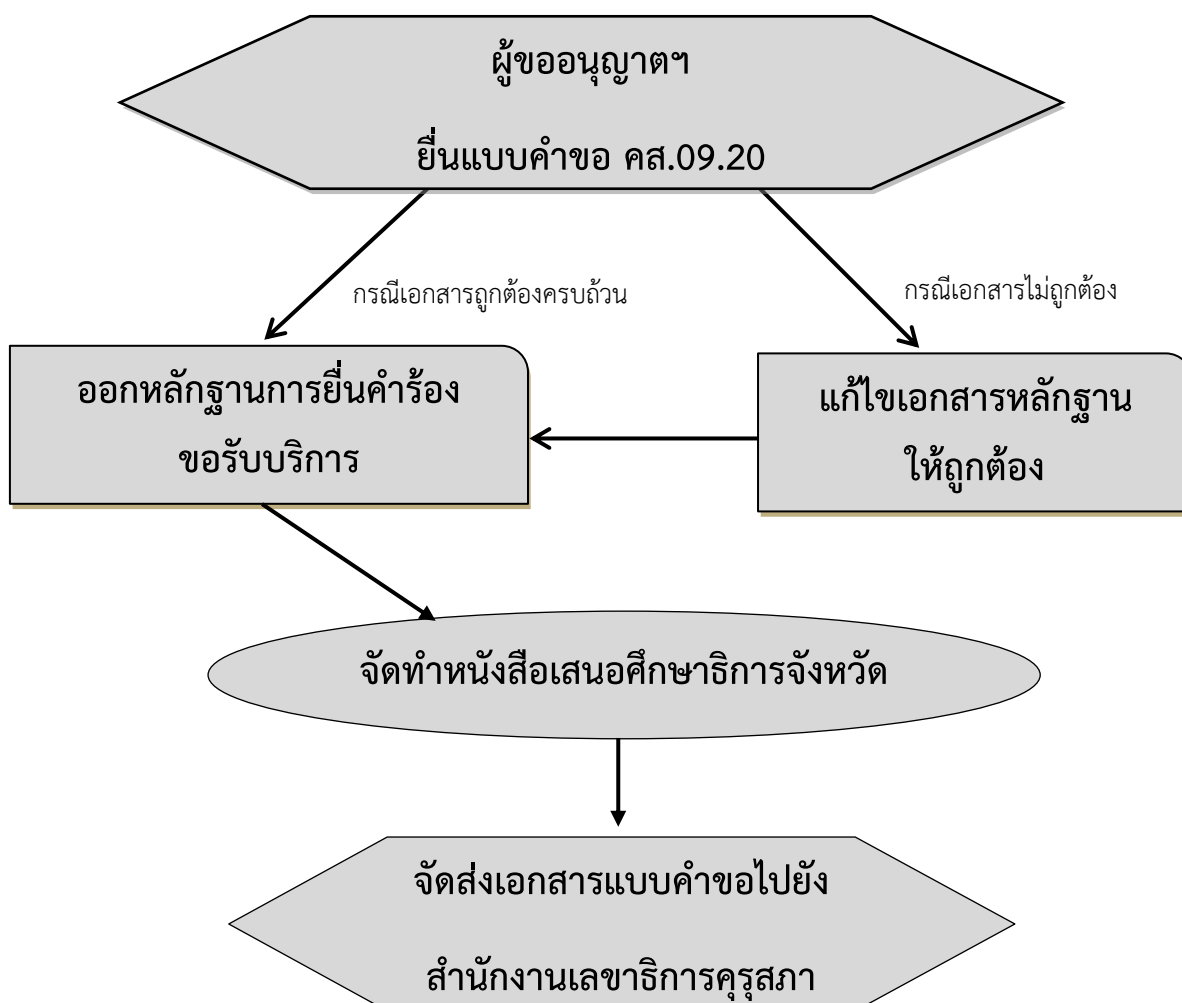 ผู้ขออนุญาตฯ
ยื่นแบบคำขอ คส.09.20
กรณีเอกสารถูกต้องครบถ้วน
กรณีเอกสารไม่ถูกต้อง
ออกหลักฐานการยื่นคำร้อง
ขอรับบริการ
แก้ไขเอกสารหลักฐาน
ให้ถูกต้อง
จัดทำหนังสือเสนอศึกษาธิการจังหวัด
จัดส่งเอกสารแบบคำขอไปยัง
สำนักงานเลขาธิการคุรุสภา